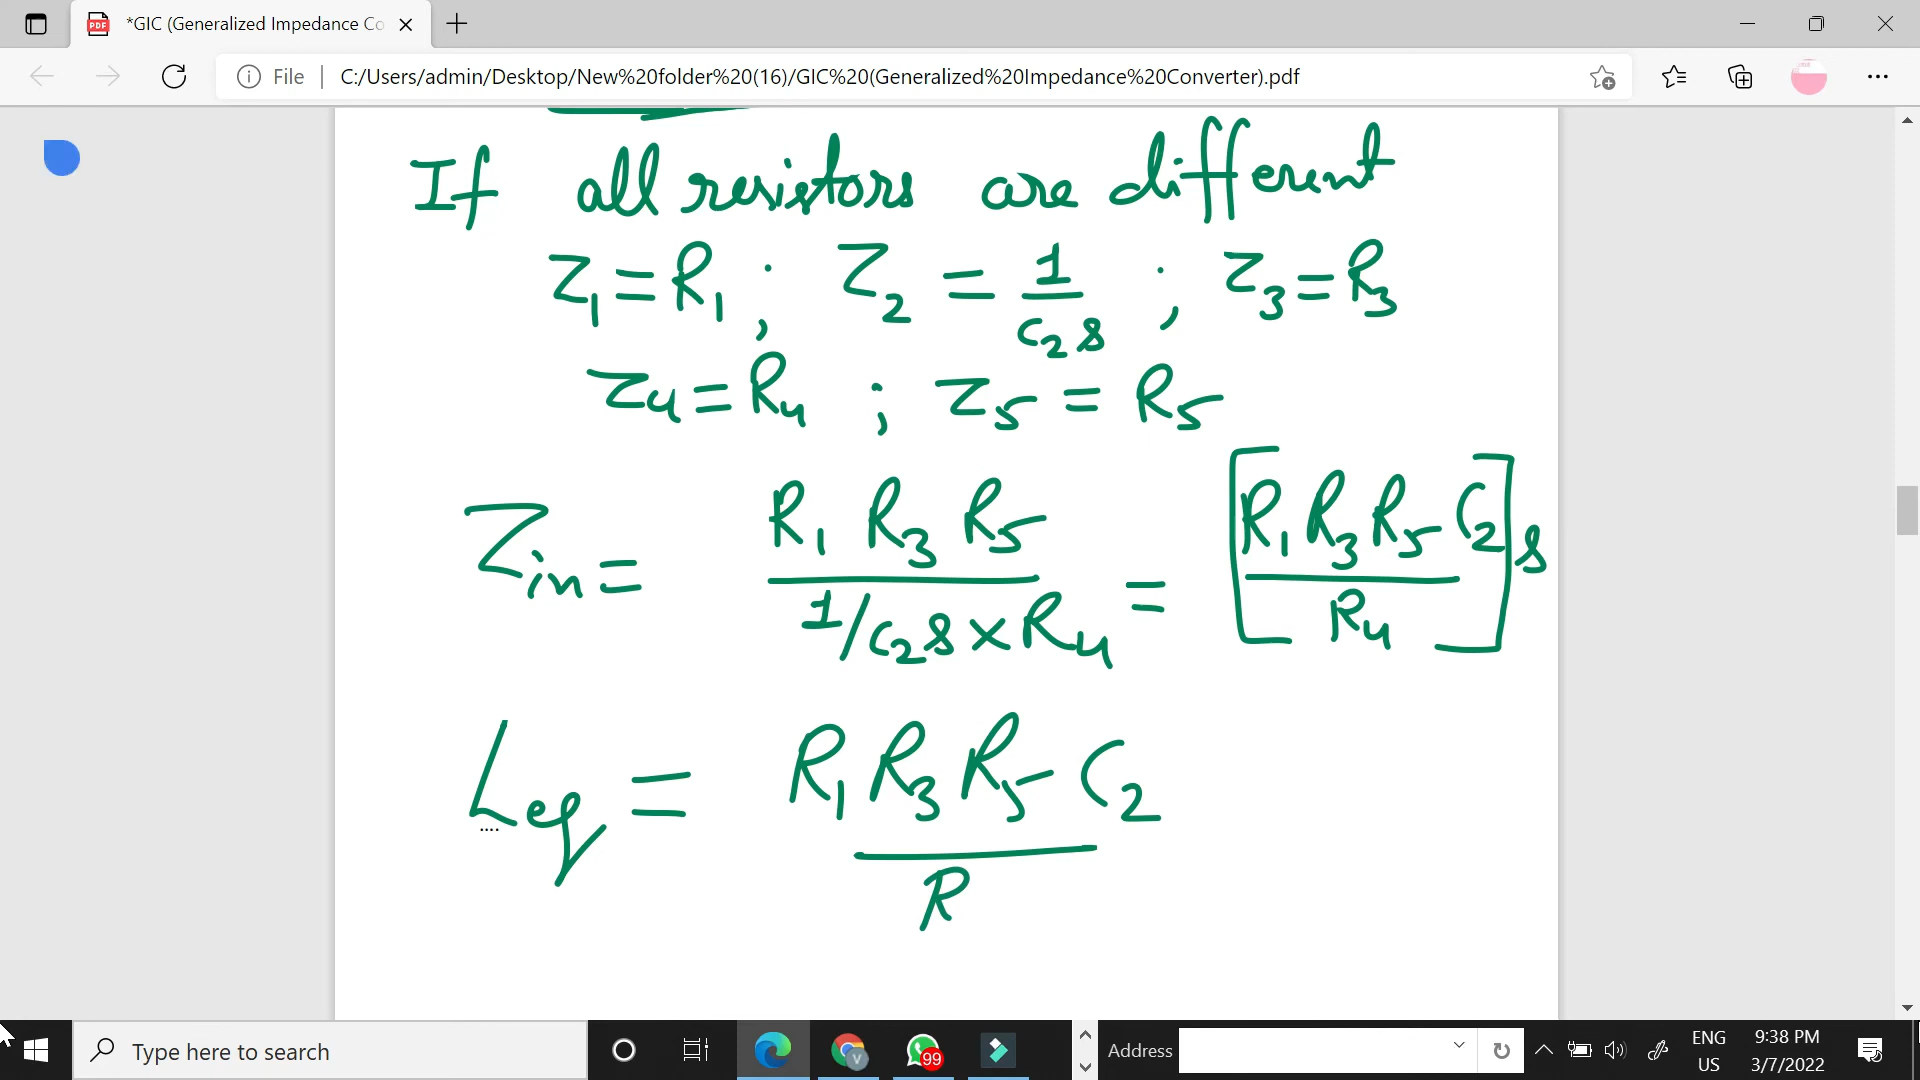 *GIC (Generalized Impedance Co
File | C:/Users/admin/Desktop/New%20folder%20(16)/GIC%20(Generalized%20Impedance%20Converter).pdf
If all resistors are different
Z1 = R1 ; Z2 = 1/C2s ; Z3 = R3
Z4 = R4 ; Z5 = R5
Zin = R1 R3 R5 / (1/C2s × R4) = [R1 R3 R5 C2 / R4] s
Leq = R1 R3 R5 C2 / R
Type here to search
V
99
Address
ENG
US
9:38 PM
3/7/2022